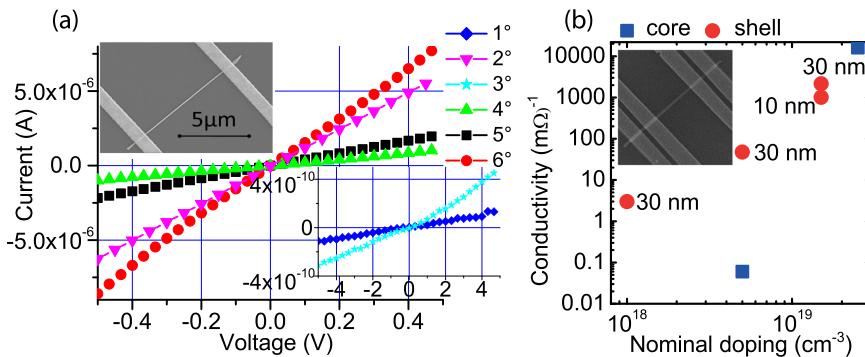 (a)
5μm
1°
2°
3°
4°
5°
6°
Current (A)
5.0x10⁻⁶
0.0
-5.0x10⁻⁶
-0.4 -0.2 0.0 0.2 0.4
Voltage (V)
4x10⁻¹⁰
0
-4x10⁻¹⁰
-4 -2 0 2 4
(b) core shell
Conductivity (mΩ)⁻¹
10000
1000
100
10
1
0.1
0.01
30 nm
10 nm
30 nm
30 nm
10¹⁸ 10¹⁹
Nominal doping (cm⁻³)